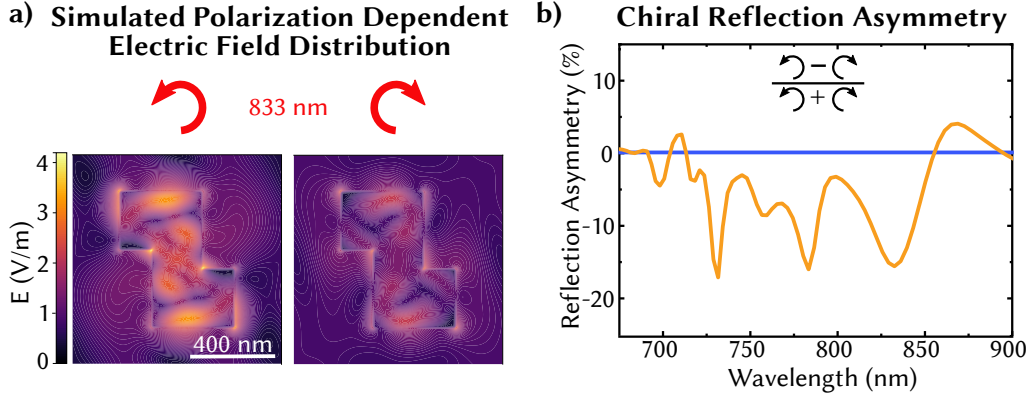 a) Simulated Polarization Dependent
Electric Field Distribution
833 nm
E (V/m)
4
3
2
1
0
400 nm
b) Chiral Reflection Asymmetry
Reflection Asymmetry (%)
10
0
-10
-20
−
+
700 750 800 850 900
Wavelength (nm)